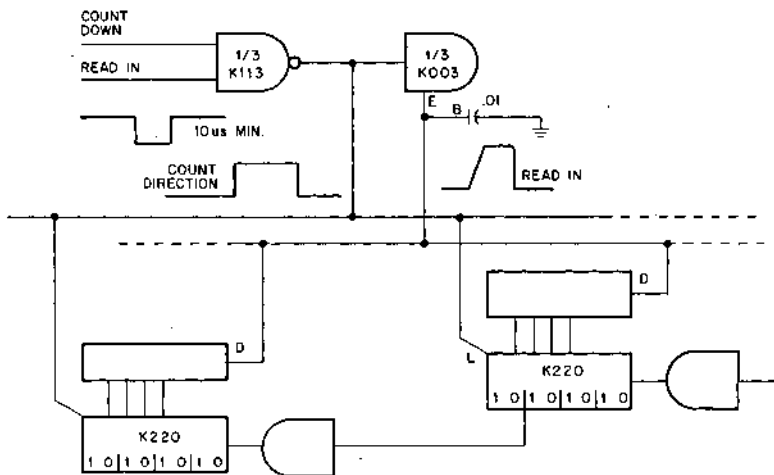 COUNT
DOWN
READ IN
1/3
K113
1/3
K003
E
B
.01
10us MIN.
COUNT
DIRECTION
READ IN
D
D
L
K220
1 0 1 0 1 0 1 0
K220
1 0 1 0 1 0 1 0